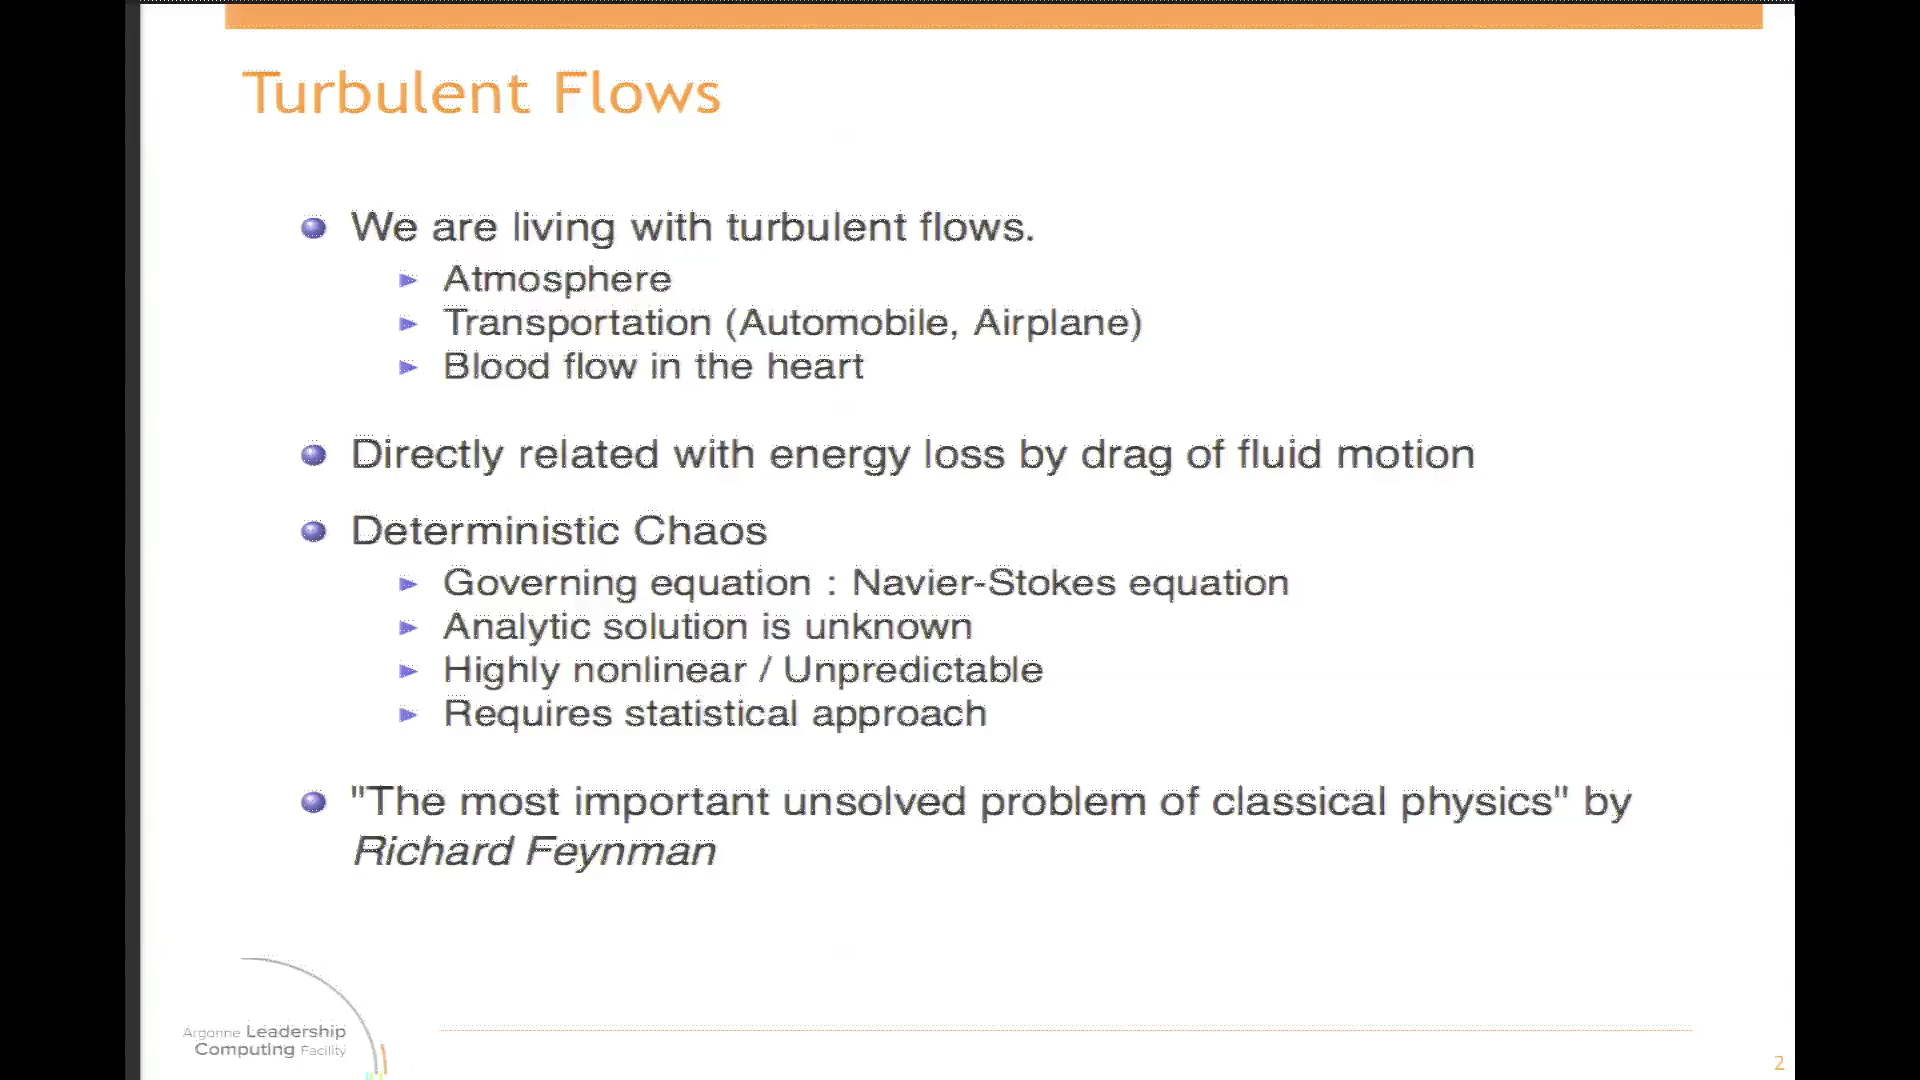 Turbulent Flows
We are living with turbulent flows.
Atmosphere
Transportation (Automobile, Airplane)
Blood flow in the heart
Directly related with energy loss by drag of fluid motion
Deterministic Chaos
Governing equation : Navier-Stokes equation
Analytic solution is unknown
Highly nonlinear / Unpredictable
Requires statistical approach
"The most important unsolved problem of classical physics" by
Richard Feynman
Argonne Leadership
Computing Facility
2